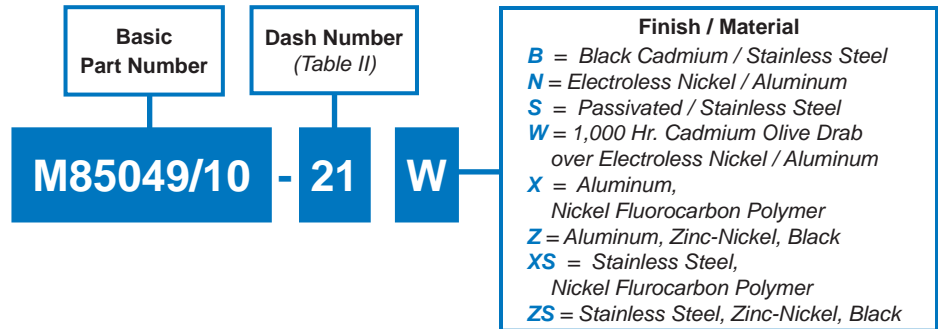 Basic
Part Number
Dash Number
(Table II)
M85049/10 - 21 W
Finish / Material
B = Black Cadmium / Stainless Steel
N = Electroless Nickel / Aluminum
S = Passivated / Stainless Steel
W = 1,000 Hr. Cadmium Olive Drab
over Electroless Nickel / Aluminum
X = Aluminum,
Nickel Fluorocarbon Polymer
Z = Aluminum, Zinc-Nickel, Black
XS = Stainless Steel,
Nickel Flurocarbon Polymer
ZS = Stainless Steel, Zinc-Nickel, Black